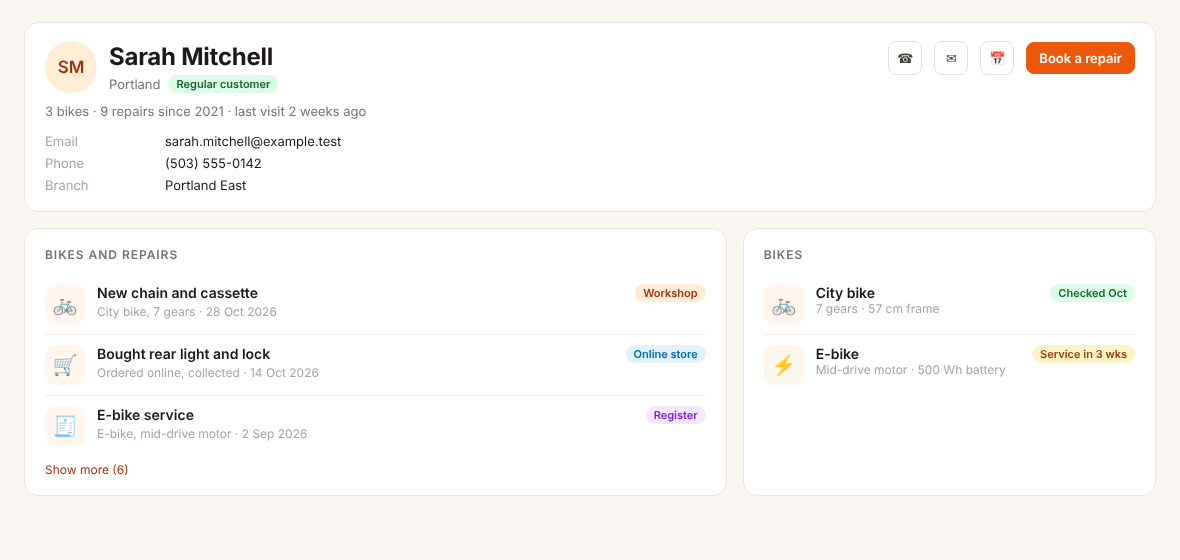 SM
Sarah Mitchell
Portland Regular customer
Book a repair
3 bikes · 9 repairs since 2021 · last visit 2 weeks ago
Email sarah.mitchell@example.test
Phone (503) 555-0142
Branch Portland East
BIKES AND REPAIRS
New chain and cassette Workshop
City bike, 7 gears · 28 Oct 2026
Bought rear light and lock Online store
Ordered online, collected · 14 Oct 2026
E-bike service Register
E-bike, mid-drive motor · 2 Sep 2026
Show more (6)
BIKES
City bike Checked Oct
7 gears · 57 cm frame
E-bike Service in 3 wks
Mid-drive motor · 500 Wh battery